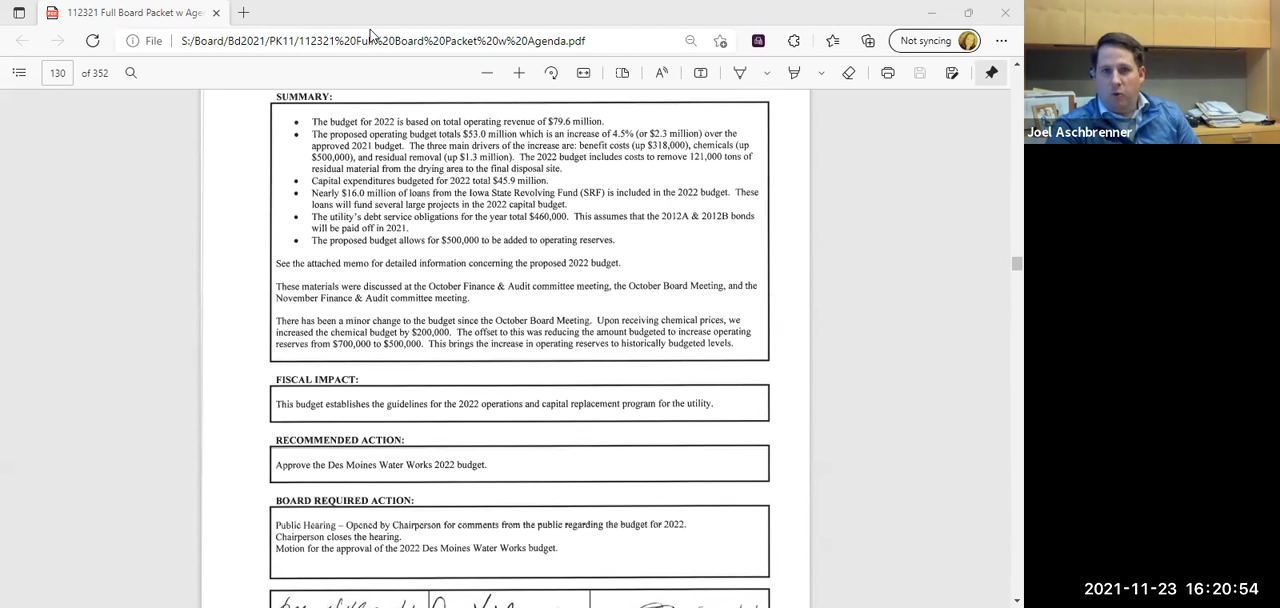 112321 Full Board Packet w Age
File
S:/Board/Bd2021/PK11/112321%20Full%20Board%20Packet%20w%20Agenda.pdf
Not syncing
130
of 352
Joel Aschbrenner
SUMMARY:
• The budget for 2022 is based on total operating revenue of $79.6 million.
• The proposed operating budget totals $53.0 million which is an increase of 4.5% (or $2.3 million) over the
approved 2021 budget. The three main drivers of the increase are: benefit costs (up $318,000), chemicals (up
$500,000), and residual removal (up $1.3 million). The 2022 budget includes costs to remove 121,000 tons of
residual material from the drying area to the final disposal site.
• Capital expenditures budgeted for 2022 total $45.9 million.
• Nearly $16.0 million of loans from the Iowa State Revolving Fund (SRF) is included in the 2022 budget. These
loans will fund several large projects in the 2022 capital budget.
• The utility's debt service obligations for the year total $460,000. This assumes that the 2012A & 2012B bonds
will be paid off in 2021.
• The proposed budget allows for $500,000 to be added to operating reserves.
See the attached memo for detailed information concerning the proposed 2022 budget.
These materials were discussed at the October Finance & Audit committee meeting, the October Board Meeting, and the
November Finance & Audit committee meeting.
There has been a minor change to the budget since the October Board Meeting. Upon receiving chemical prices, we
increased the chemical budget by $200,000. The offset to this was reducing the amount budgeted to increase operating
reserves from $700,000 to $500,000. This brings the increase in operating reserves to historically budgeted levels.
FISCAL IMPACT:
This budget establishes the guidelines for the 2022 operations and capital replacement program for the utility.
RECOMMENDED ACTION:
Approve the Des Moines Water Works 2022 budget.
BOARD REQUIRED ACTION:
Public Hearing – Opened by Chairperson for comments from the public regarding the budget for 2022.
Chairperson closes the hearing.
Motion for the approval of the 2022 Des Moines Water Works budget.
2021-11-23 16:20:54